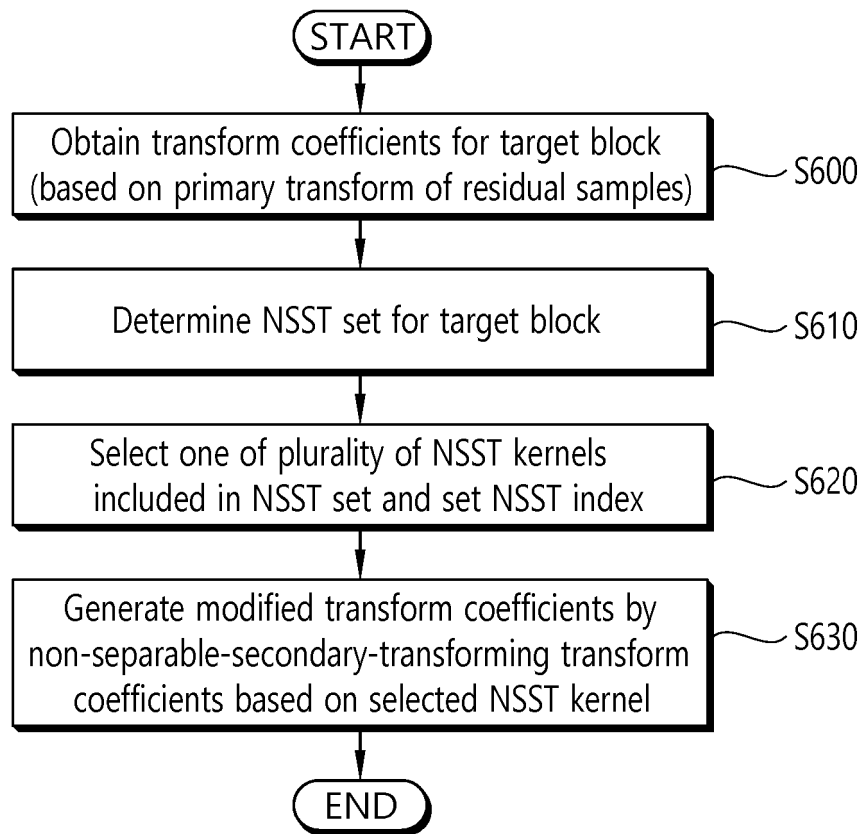 START
Obtain transform coefficients for target block
(based on primary transform of residual samples)
S600
Determine NSST set for target block
S610
Select one of plurality of NSST kernels
included in NSST set and set NSST index
S620
Generate modified transform coefficients by
non-separable-secondary-transforming transform
coefficients based on selected NSST kernel
S630
END